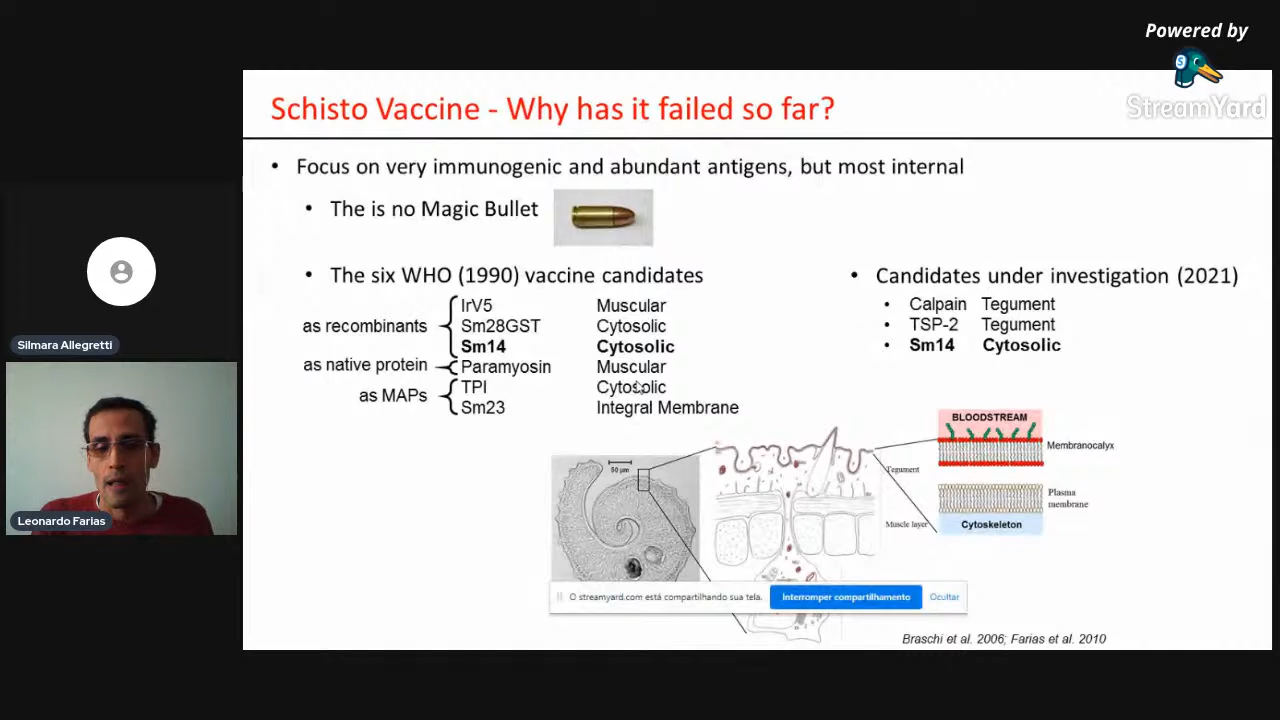 Powered by
StreamYard
Schisto Vaccine - Why has it failed so far?
• Focus on very immunogenic and abundant antigens, but most internal
• The is no Magic Bullet
• The six WHO (1990) vaccine candidates
as recombinants
IrV5 Muscular
Sm28GST Cytosolic
Sm14 Cytosolic
as native protein
Paramyosin Muscular
as MAPs
TPI Cytosolic
Sm23 Integral Membrane
• Candidates under investigation (2021)
• Calpain Tegument
• TSP-2 Tegument
• Sm14 Cytosolic
50 µm
Tegument
Muscle layer
BLOODSTREAM
Membranocalyx
Plasma
membrane
Cytoskeleton
O streamyard.com está compartilhando sua tela.
Interromper compartilhamento
Ocultar
Braschi et al. 2006; Farias et al. 2010
Silmara Allegretti
Leonardo Farias